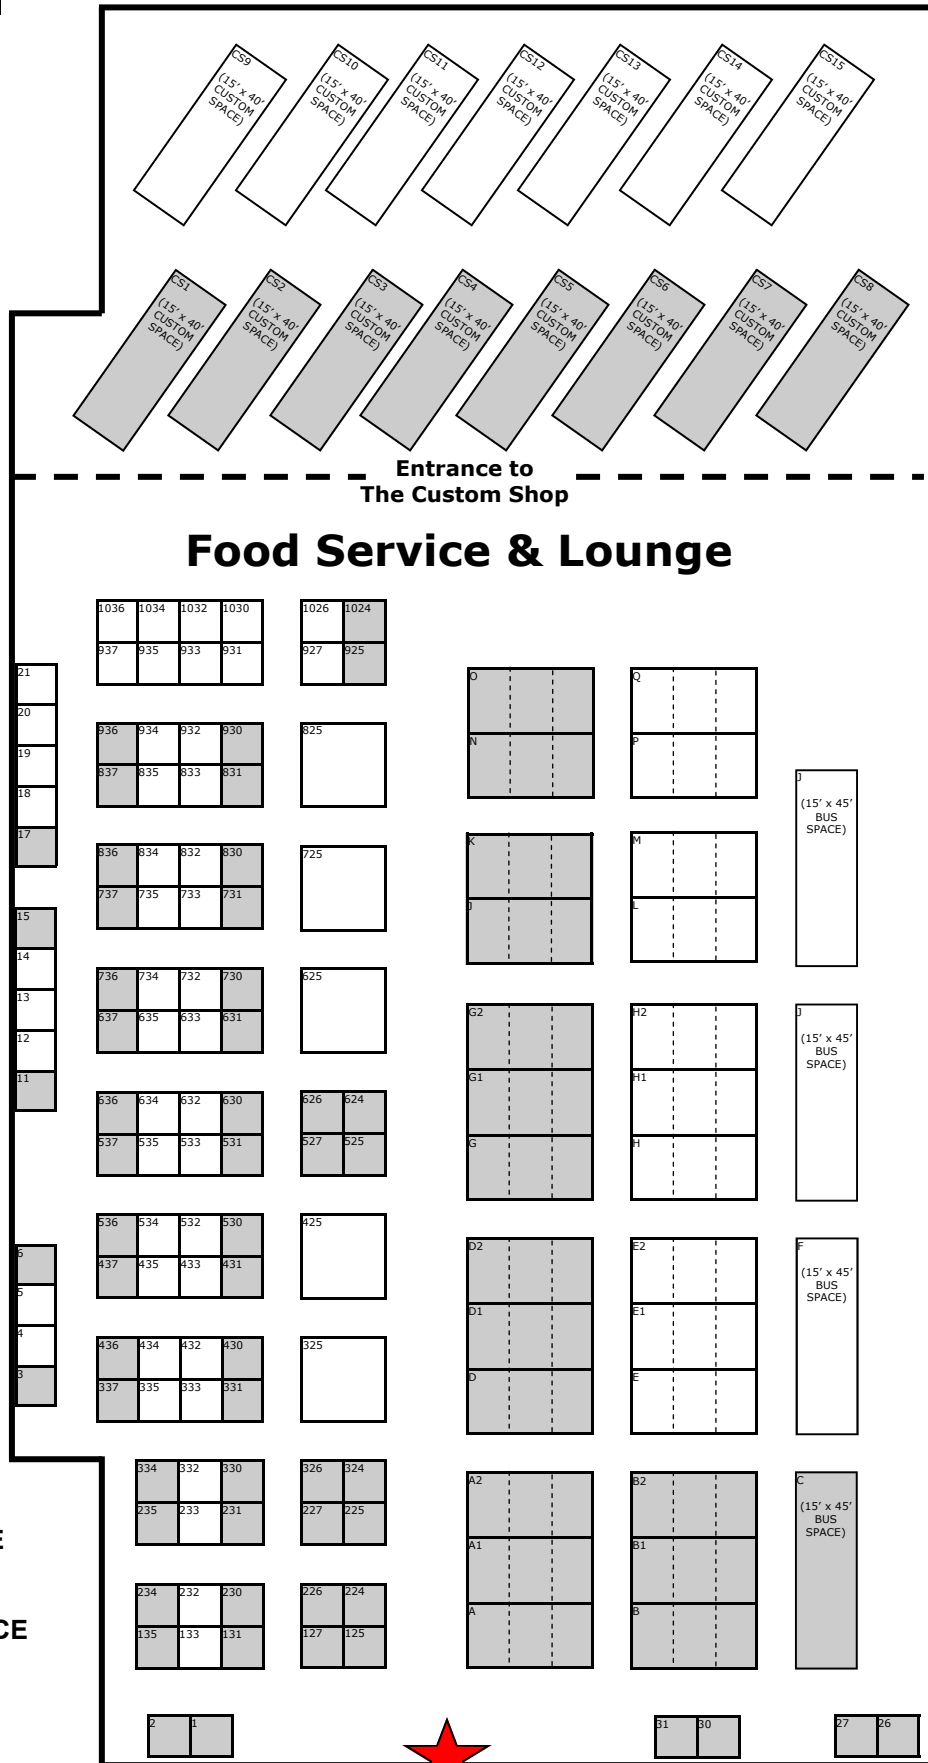 CS9
(15' x 40'
CUSTOM
SPACE)
CS10
(15' x 40'
CUSTOM
SPACE)
CS11
(15' x 40'
CUSTOM
SPACE)
CS12
(15' x 40'
CUSTOM
SPACE)
CS13
(15' x 40'
CUSTOM
SPACE)
CS14
(15' x 40'
CUSTOM
SPACE)
CS15
(15' x 40'
CUSTOM
SPACE)
CS1
(15' x 40'
CUSTOM
SPACE)
CS2
(15' x 40'
CUSTOM
SPACE)
CS3
(15' x 40'
CUSTOM
SPACE)
CS4
(15' x 40'
CUSTOM
SPACE)
CS5
(15' x 40'
CUSTOM
SPACE)
CS6
(15' x 40'
CUSTOM
SPACE)
CS7
(15' x 40'
CUSTOM
SPACE)
CS8
(15' x 40'
CUSTOM
SPACE)
Entrance to
The Custom Shop
Food Service & Lounge
21
20
19
18
17
15
14
13
12
11
6
5
4
3
1036 1034 1032 1030
937 935 933 931
936 934 932 930
837 835 833 831
836 834 832 830
737 735 733 731
736 734 732 730
637 635 633 631
636 634 632 630
537 535 533 531
536 534 532 530
437 435 433 431
436 434 432 430
337 335 333 331
334 332 330
235 233 231
234 232 230
135 133 131
1026 1024
927 925
825
725
625
626 624
527 525
425
325
326 324
227 225
226 224
127 125
O
N
K
J
G2
G1
G
D2
D1
D
A2
A1
A
Q
P
M
L
H2
H1
H
E2
E1
E
B2
B1
B
J
(15' x 45'
BUS
SPACE)
J
(15' x 45'
BUS
SPACE)
F
(15' x 45'
BUS
SPACE)
C
(15' x 45'
BUS
SPACE)
E
CE
2 1
31 30
27 26